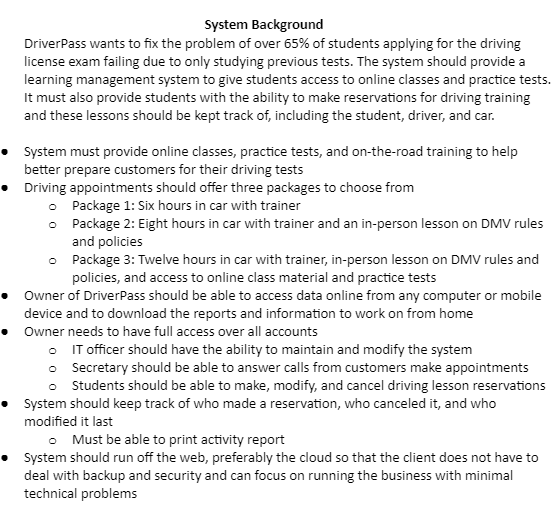 System Background
DriverPass wants to fix the problem of over 65% of students applying for the driving
license exam failing due to only studying previous tests. The system should provide a
learning management system to give students access to online classes and practice tests.
It must also provide students with the ability to make reservations for driving training
and these lessons should be kept track of, including the student, driver, and car.
● System must provide online classes, practice tests, and on-the-road training to help
better prepare customers for their driving tests
● Driving appointments should offer three packages to choose from
○ Package 1: Six hours in car with trainer
○ Package 2: Eight hours in car with trainer and an in-person lesson on DMV rules
and policies
○ Package 3: Twelve hours in car with trainer, in-person lesson on DMV rules and
policies, and access to online class material and practice tests
● Owner of DriverPass should be able to access data online from any computer or mobile
device and to download the reports and information to work on from home
● Owner needs to have full access over all accounts
○ IT officer should have the ability to maintain and modify the system
○ Secretary should be able to answer calls from customers make appointments
○ Students should be able to make, modify, and cancel driving lesson reservations
● System should keep track of who made a reservation, who canceled it, and who
modified it last
○ Must be able to print activity report
● System should run off the web, preferably the cloud so that the client does not have to
deal with backup and security and can focus on running the business with minimal
technical problems